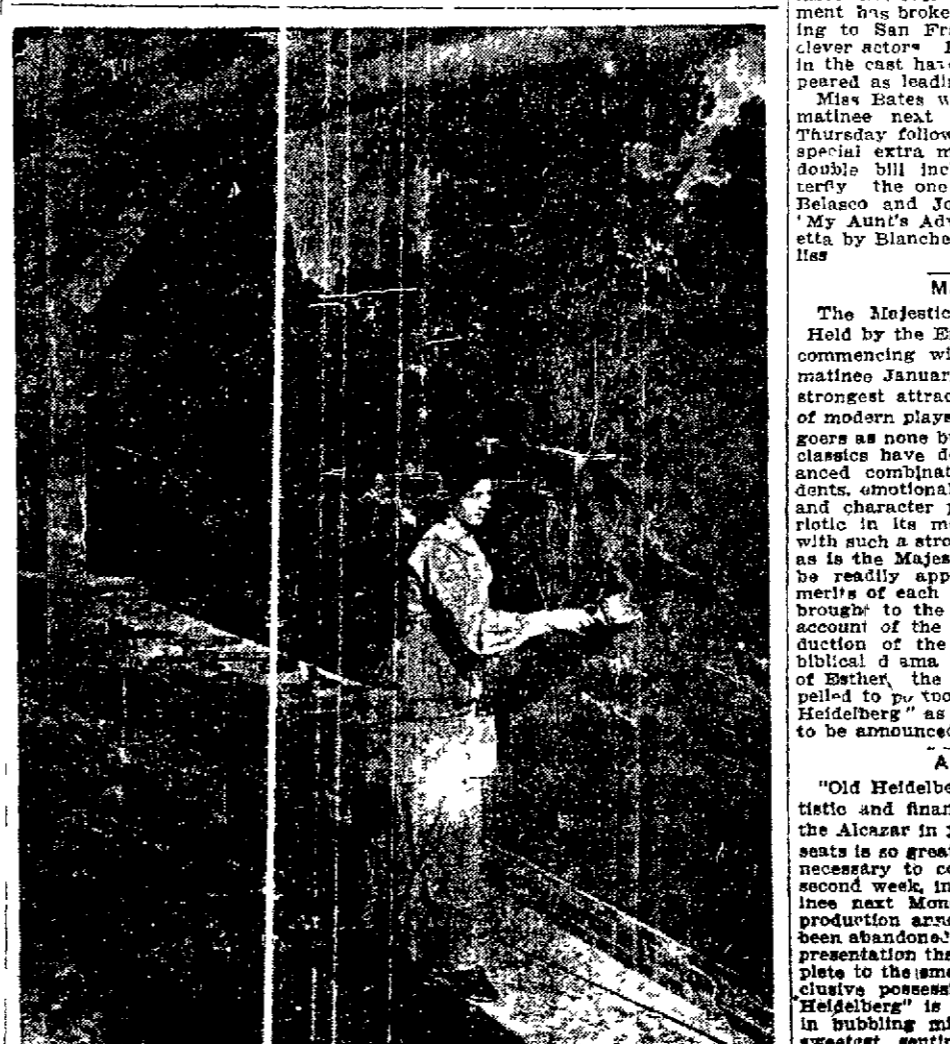 ment has broke
ing to San Fr
clever actors
in the cast ha
peared as leadi
Miss Bates w
matinee next
Thursday follow
special extra m
double bill inc
terfly the one
Belasco and Jo
'My Aunt's Adv
etta by Blanche
liss
M
The Majestic
Held by the E
commencing wi
matinee Januar
strongest attrac
of modern plays
goers as none b
classics have d
anced combinat
dents, emotional
and character
riotic in its m
with such a stro
as is the Majes
be readily app
merits of each
brought to the
account of the
duction of the
biblical d ama
of Esther, the
pelled to
Heidelberg" as
to be announced
A
"Old Heidelbe
tistic and finan
the Alcazar in
seats is so great
necessary to c
second week, in
inee next Mon
production
been abandoned
presentation tha
plete to the sme
clusive possess
Heidelberg" is
in bubbling mi
sweetest senti